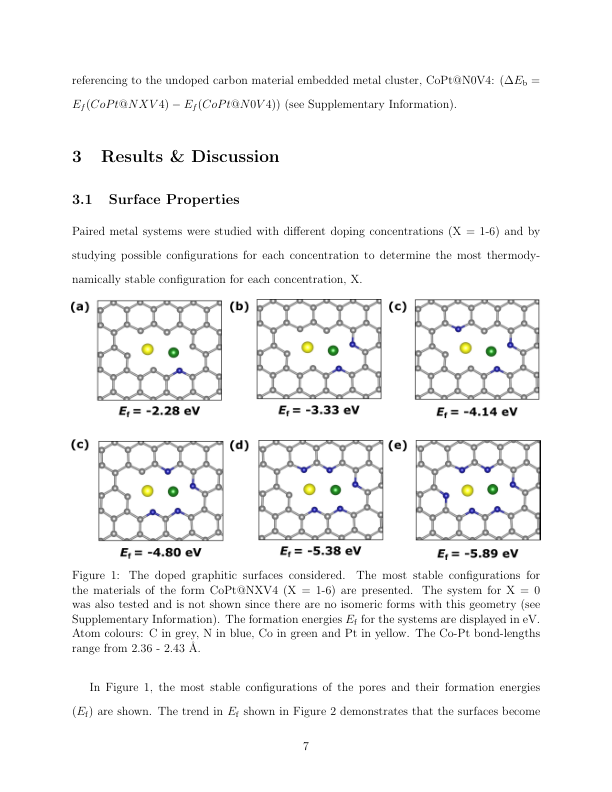 referencing to the undoped carbon material embedded metal cluster, CoPt@N0V4: (ΔE_b =
E_f(CoPt@NXV4) − E_f(CoPt@N0V4)) (see Supplementary Information).
3 Results & Discussion
3.1 Surface Properties
Paired metal systems were studied with different doping concentrations (X = 1-6) and by
studying possible configurations for each concentration to determine the most thermody-
namically stable configuration for each concentration, X.
(a) (b) (c)
E_f = -2.28 eV E_f = -3.33 eV E_f = -4.14 eV
(c) (d) (e)
E_f = -4.80 eV E_f = -5.38 eV E_f = -5.89 eV
Figure 1: The doped graphitic surfaces considered. The most stable configurations for
the materials of the form CoPt@NXV4 (X = 1-6) are presented. The system for X = 0
was also tested and is not shown since there are no isomeric forms with this geometry (see
Supplementary Information). The formation energies E_f for the systems are displayed in eV.
Atom colours: C in grey, N in blue, Co in green and Pt in yellow. The Co-Pt bond-lengths
range from 2.36 - 2.43 Å.
In Figure 1, the most stable configurations of the pores and their formation energies
(E_f) are shown. The trend in E_f shown in Figure 2 demonstrates that the surfaces become
7